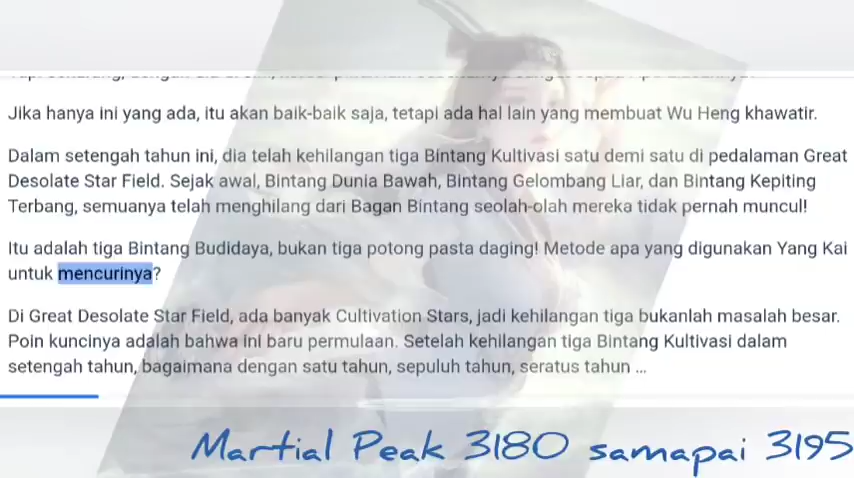 Jika hanya ini yang ada, itu akan baik-baik saja, tetapi ada hal lain yang membuat Wu Heng khawatir.
Dalam setengah tahun ini, dia telah kehilangan tiga Bintang Kultivasi satu demi satu di pedalaman Great
Desolate Star Field. Sejak awal, Bintang Dunia Bawah, Bintang Gelombang Liar, dan Bintang Kepiting
Terbang, semuanya telah menghilang dari Bagan Bintang seolah-olah mereka tidak pernah muncul!
Itu adalah tiga Bintang Budidaya, bukan tiga potong pasta daging! Metode apa yang digunakan Yang Kai
untuk mencurinya?
Di Great Desolate Star Field, ada banyak Cultivation Stars, jadi kehilangan tiga bukanlah masalah besar.
Poin kuncinya adalah bahwa ini baru permulaan. Setelah kehilangan tiga Bintang Kultivasi dalam
setengah tahun, bagaimana dengan satu tahun, sepuluh tahun, seratus tahun ...
Martial Peak 3180 samapai 3195